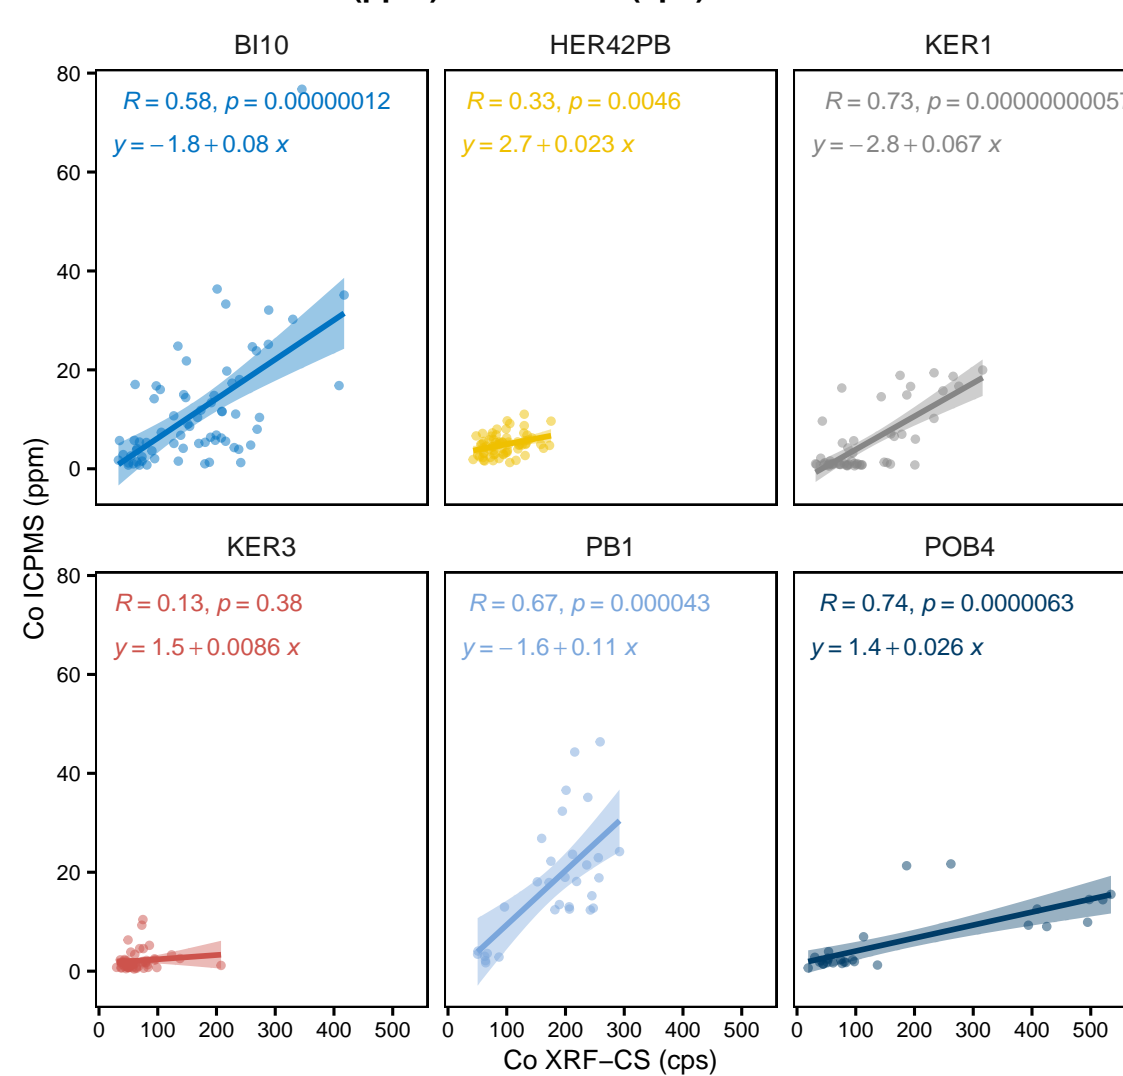 BI10 HER42PB KER1
80
R = 0.58, p = 0.00000012 R = 0.33, p = 0.0046 R = 0.73, p = 0.00000000057
y = −1.8 + 0.08 x y = 2.7 + 0.023 x y = −2.8 + 0.067 x
60
40
20
0
Co ICPMS (ppm)
KER3 PB1 POB4
80
R = 0.13, p = 0.38 R = 0.67, p = 0.000043 R = 0.74, p = 0.0000063
y = 1.5 + 0.0086 x y = −1.6 + 0.11 x y = 1.4 + 0.026 x
60
40
20
0
0 100 200 300 400 500 0 100 200 300 400 500 0 100 200 300 400 500
Co XRF−CS (cps)